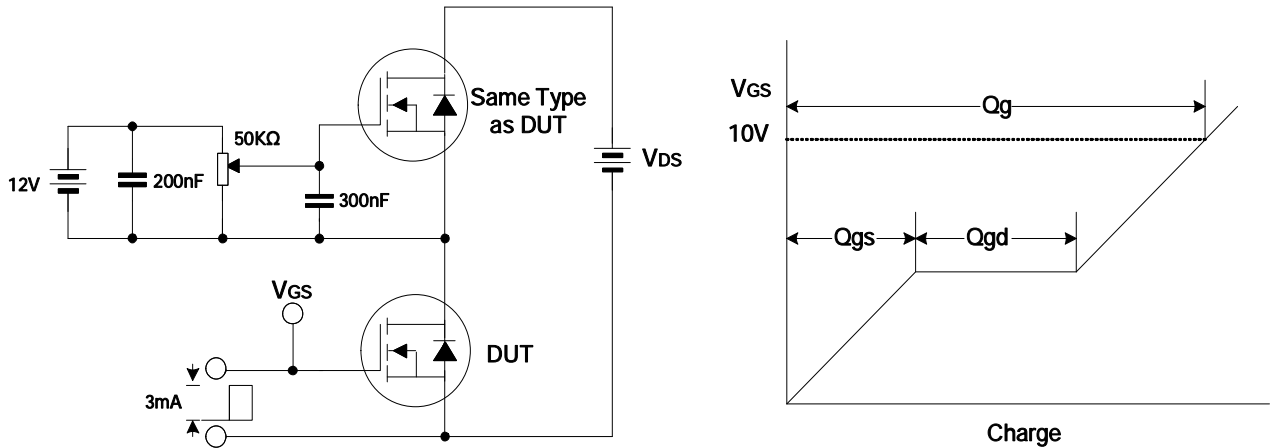 Same Type
as DUT
50KΩ
12V
200nF
300nF
VDS
VGS
DUT
3mA
VGS
10V
Qg
Qgs
Qgd
Charge